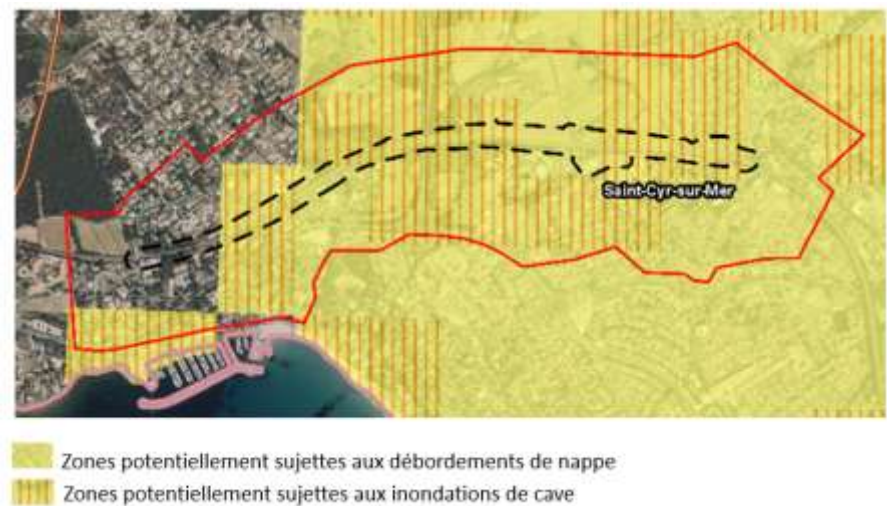 Saint-Cyr-sur-Mer
Zones potentiellement sujettes aux débordements de nappe
Zones potentiellement sujettes aux inondations de cave